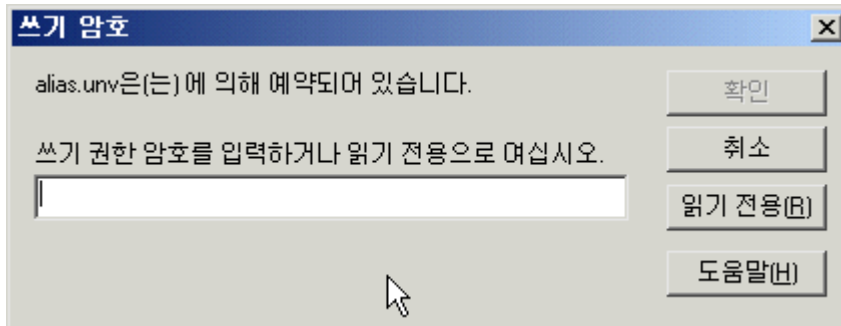 쓰기 암호
alias.unv은(는) 에 의해 예약되어 있습니다.
확인
쓰기 권한 암호를 입력하거나 읽기 전용으로 여십시오.
취소
읽기 전용(R)
도움말(H)